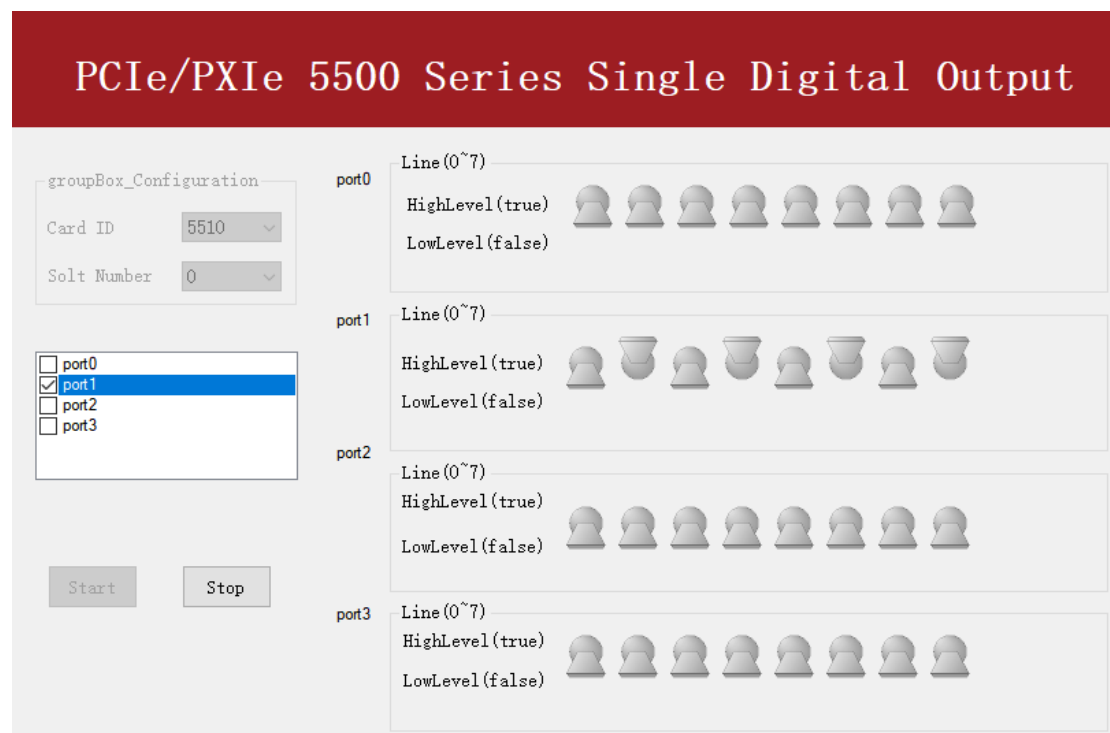 PCIe/PXIe 5500 Series Single Digital Output
groupBox_Configuration
Card ID 5510
Solt Number 0
port0
port1
port2
port3
Start Stop
port0 Line(0~7)
HighLevel(true)
LowLevel(false)
port1 Line(0~7)
HighLevel(true)
LowLevel(false)
port2 Line(0~7)
HighLevel(true)
LowLevel(false)
port3 Line(0~7)
HighLevel(true)
LowLevel(false)